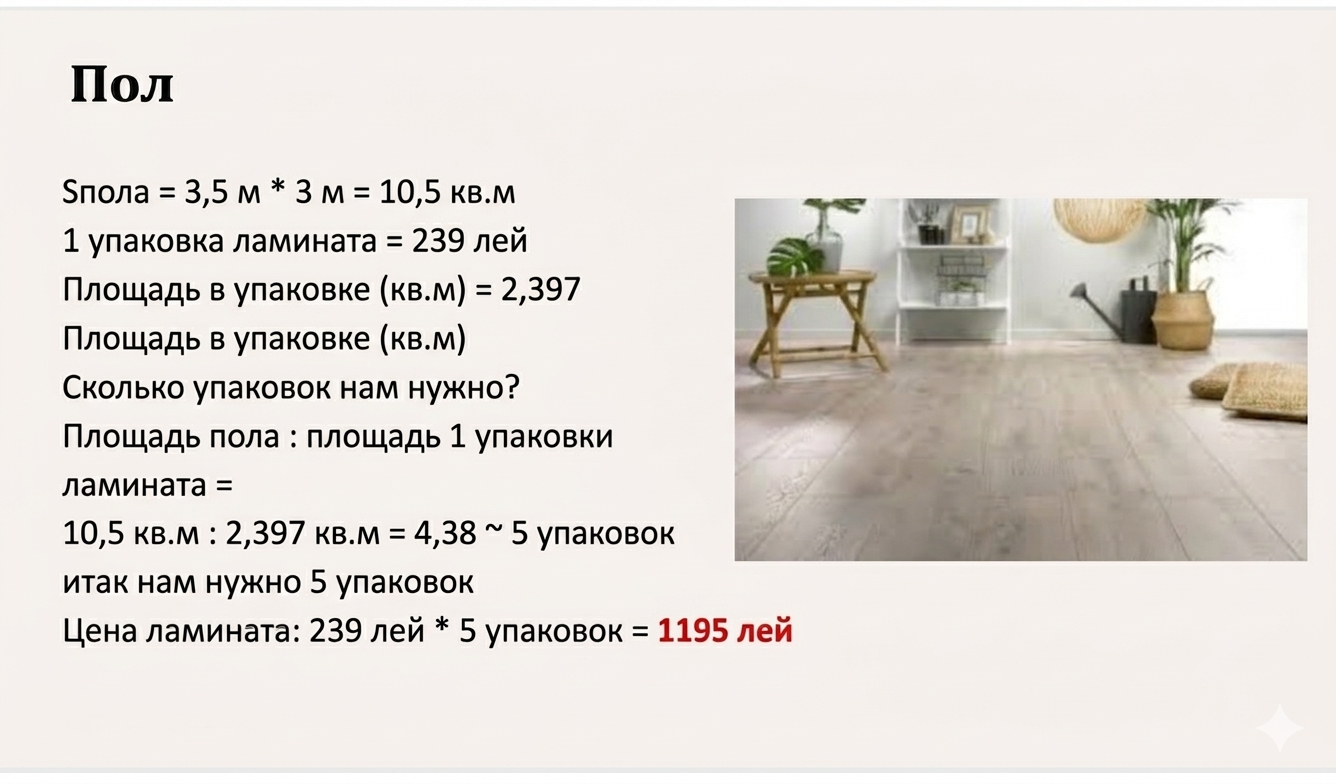 Пол
Sпола = 3,5 м * 3 м = 10,5 кв.м
1 упаковка ламината = 239 лей
Площадь в упаковке (кв.м) = 2,397
Площадь в упаковке (кв.м)
Сколько упаковок нам нужно?
Площадь пола : площадь 1 упаковки
ламината =
10,5 кв.м : 2,397 кв.м = 4,38 ~ 5 упаковок
итак нам нужно 5 упаковок
Цена ламината: 239 лей * 5 упаковок = 1195 лей